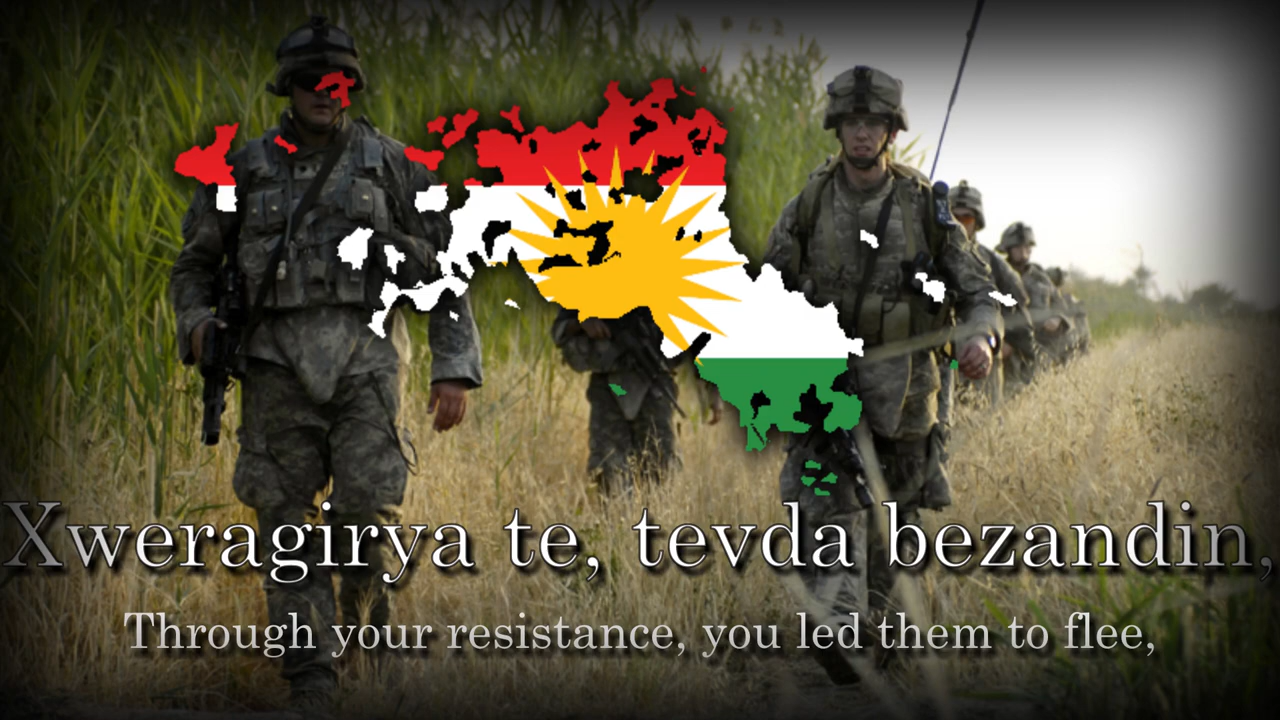 Xweragirya te, tevda bezandin,
Through your resistance, you led them to flee,